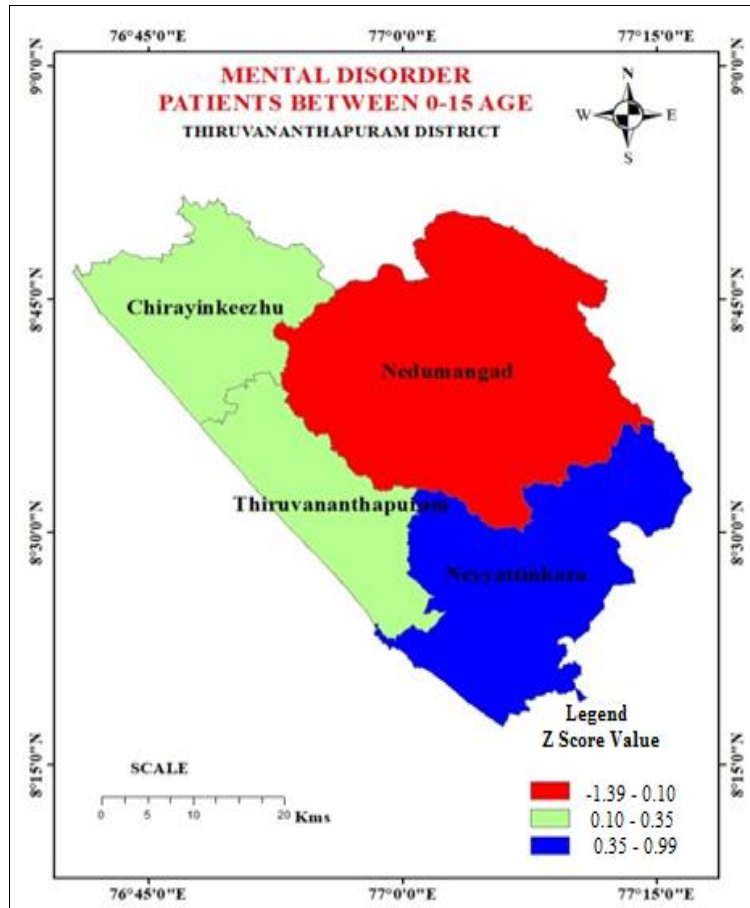 76°45'0"E 77°0'0"E 77°15'0"E
9°0'0"N 9°0'0"N
MENTAL DISORDER
PATIENTS BETWEEN 0-15 AGE
THIRUVANANTHAPURAM DISTRICT
N
W E
S
8°45'0"N 8°45'0"N
Chirayinkeezhu
Nedumangad
Thiruvananthapuram
8°30'0"N 8°30'0"N
Neyyattinkara
Legend
Z Score Value
8°15'0"N 8°15'0"N
SCALE
-1.39 - 0.10
0 5 10 20 Kms
0.10 - 0.35
0.35 - 0.99
76°45'0"E 77°0'0"E 77°15'0"E